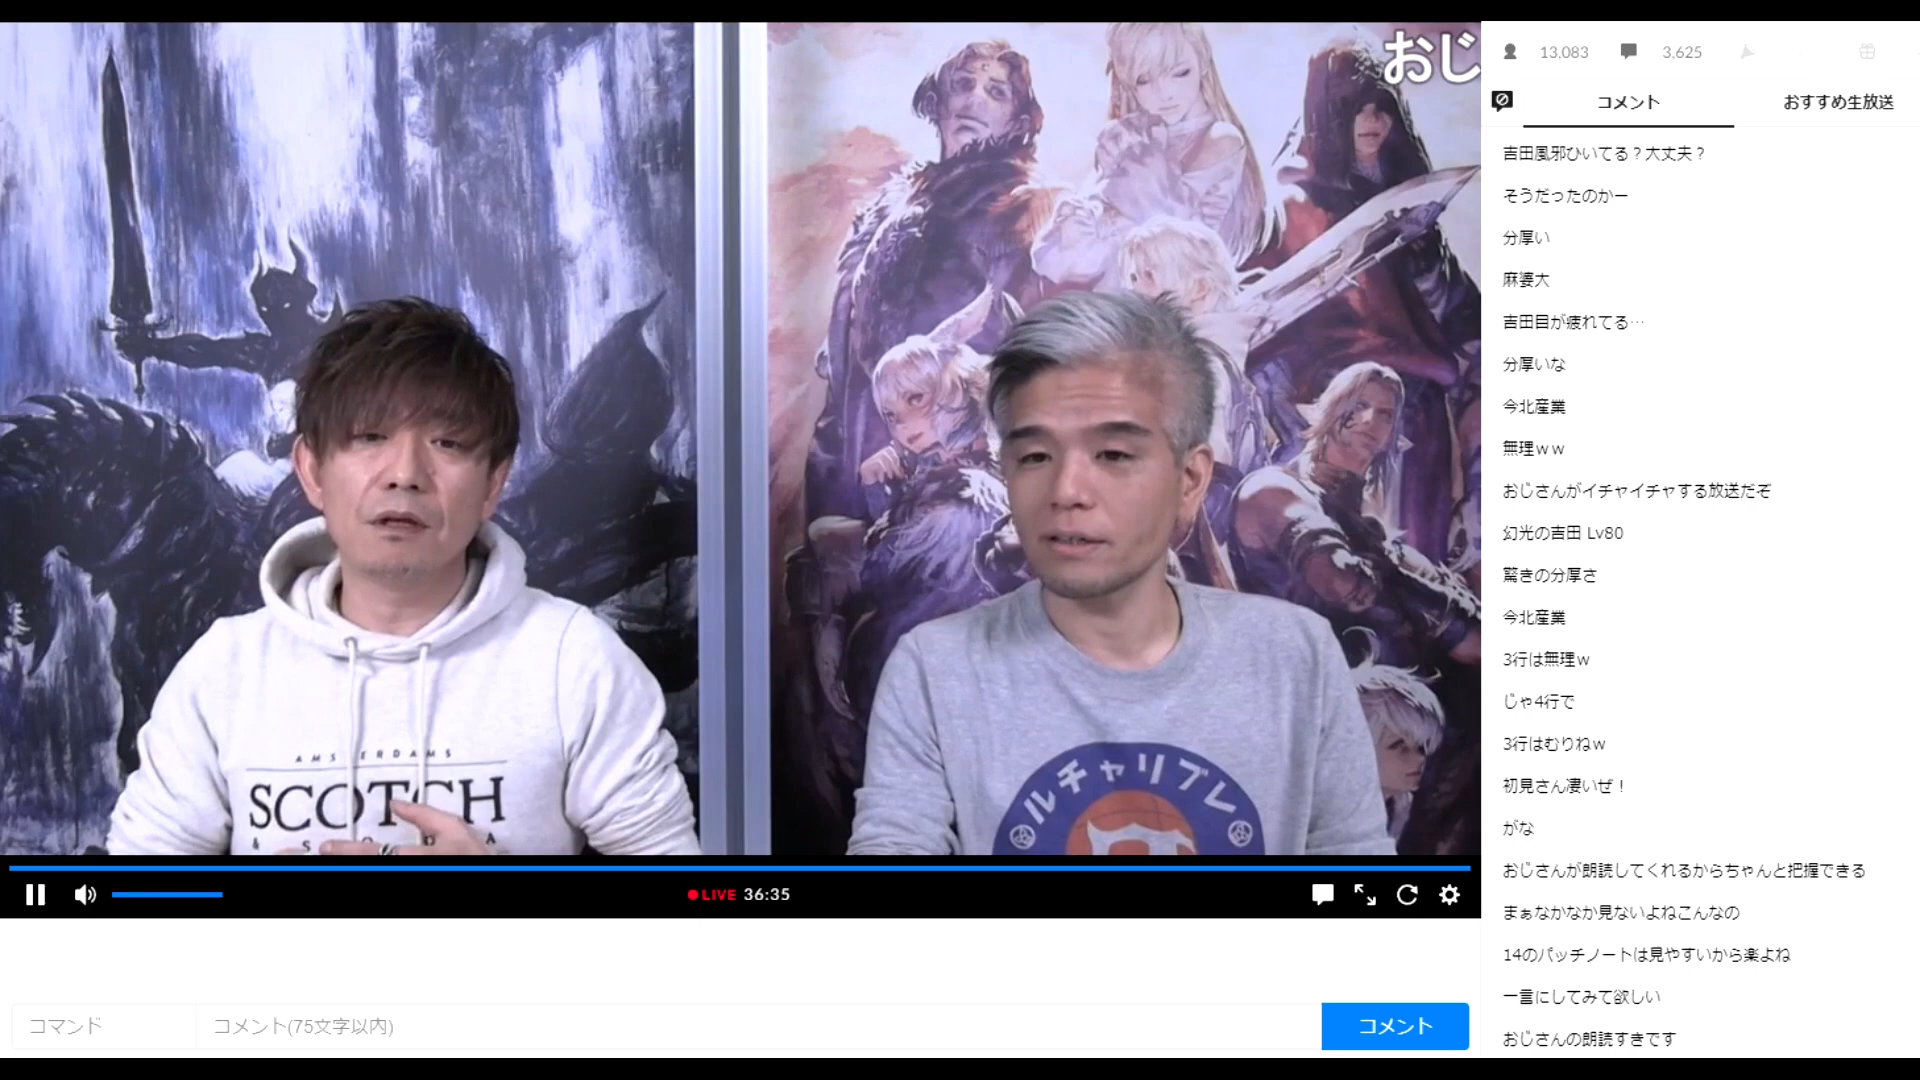 おじ
13,083
3,625
コメント
おすすめ生放送
吉田風邪ひいてる？大丈夫？
そうだったのかー
分厚い
麻婆大
吉田目が疲れてる…
分厚いな
今北産業
無理ｗｗ
おじさんがイチャイチャする放送だぞ
幻光の吉田 Lv80
驚きの分厚さ
今北産業
3行は無理ｗ
じゃ4行で
3行はむりねｗ
初見さん凄いぜ！
がな
おじさんが朗読してくれるからちゃんと把握できる
まぁなかなか見ないよねこんなの
14のパッチノートは見やすいから楽よね
一言にしてみて欲しい
おじさんの朗読すきです
SCOTCH
ルチャリブレ
LIVE 36:35
コマンド
コメント(75文字以内)
コメント